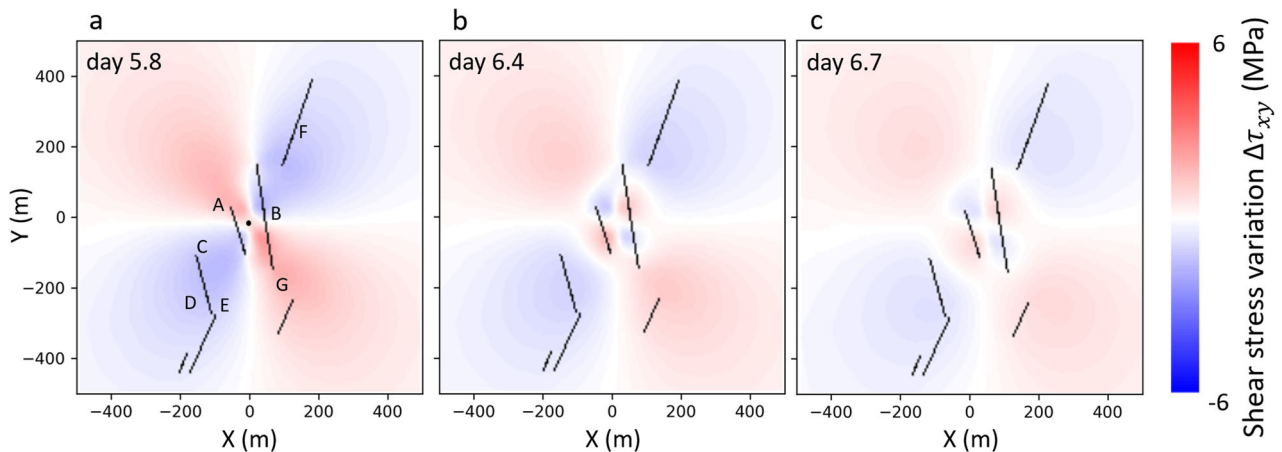 a
b
c
day 5.8
day 6.4
day 6.7
A
B
C
D
E
F
G
400
200
0
−200
−400
Y (m)
−400 −200 0 200 400
−400 −200 0 200 400
−400 −200 0 200 400
X (m)
X (m)
X (m)
6
-6
Shear stress variation Δτxy (MPa)